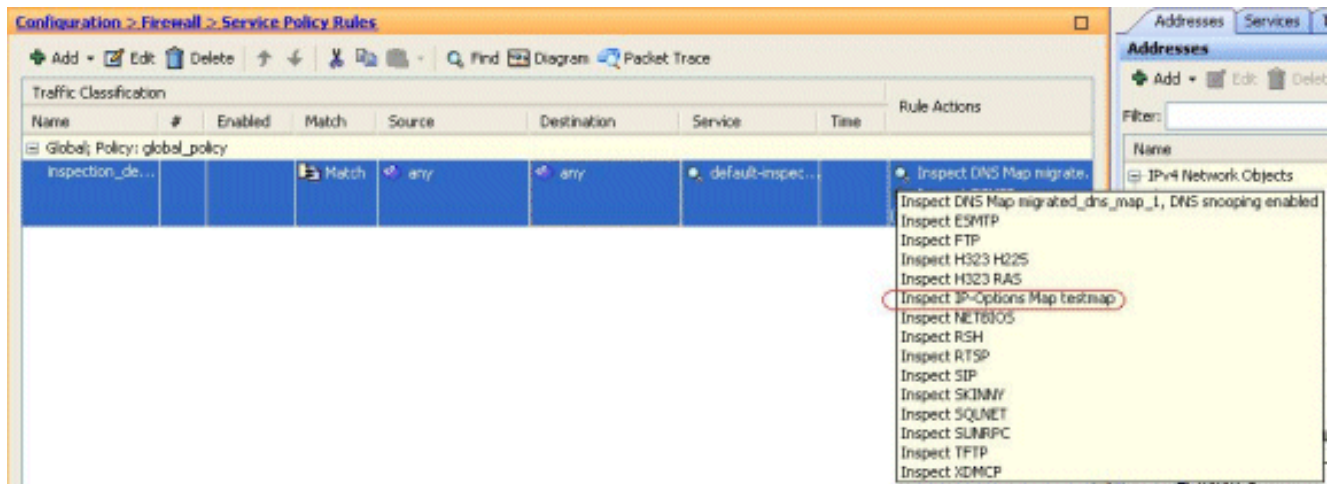 Configuration > Firewall > Service Policy Rules
Add Edit Delete Find Diagram Packet Trace
Traffic Classification
Name # Enabled Match Source Destination Service Time Rule Actions
Global; Policy: global_policy
inspection_de... Match any any default-inspec... Inspect DNS Map migrate.
Inspect DNS Map migrated_dns_map_1, DNS snooping enabled
Inspect ESMTP
Inspect FTP
Inspect H323 H225
Inspect H323 RAS
Inspect IP-Options Map testmap
Inspect NETBIOS
Inspect RSH
Inspect RTSP
Inspect SIP
Inspect SKINNY
Inspect SQLNET
Inspect SUNRPC
Inspect TFTP
Inspect XDMCP
Addresses Services
Addresses
Add Edit Delet
Filter:
Name
IPv4 Network Objects